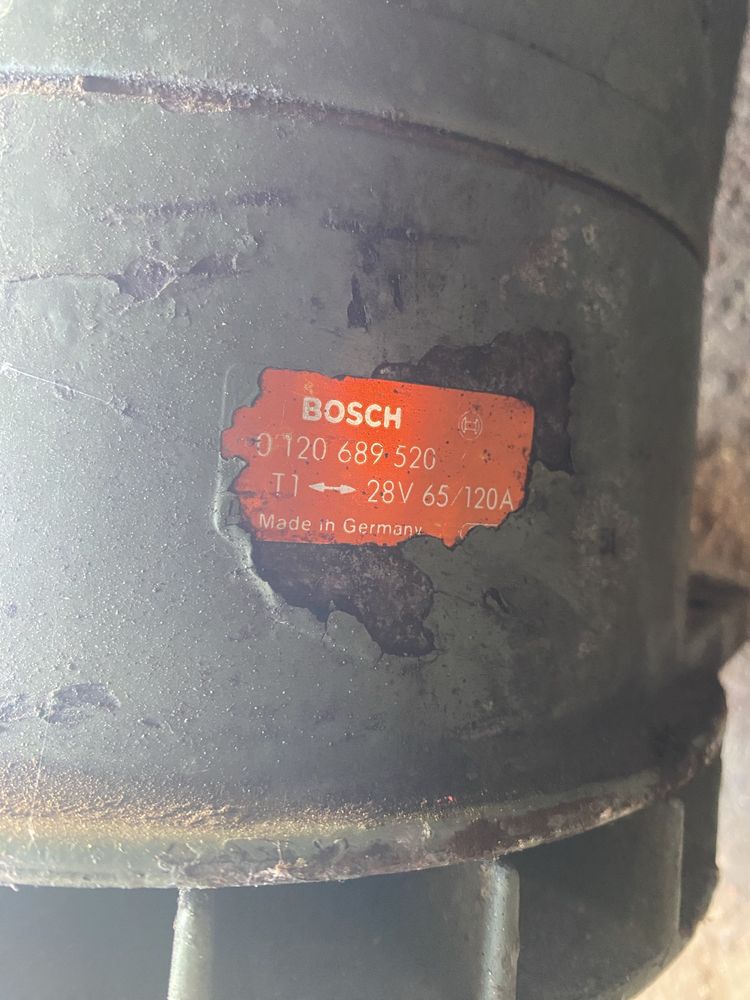 BOSCH
0 120 689 520
T1 ↔ 28V 65/120A
Made in Germany